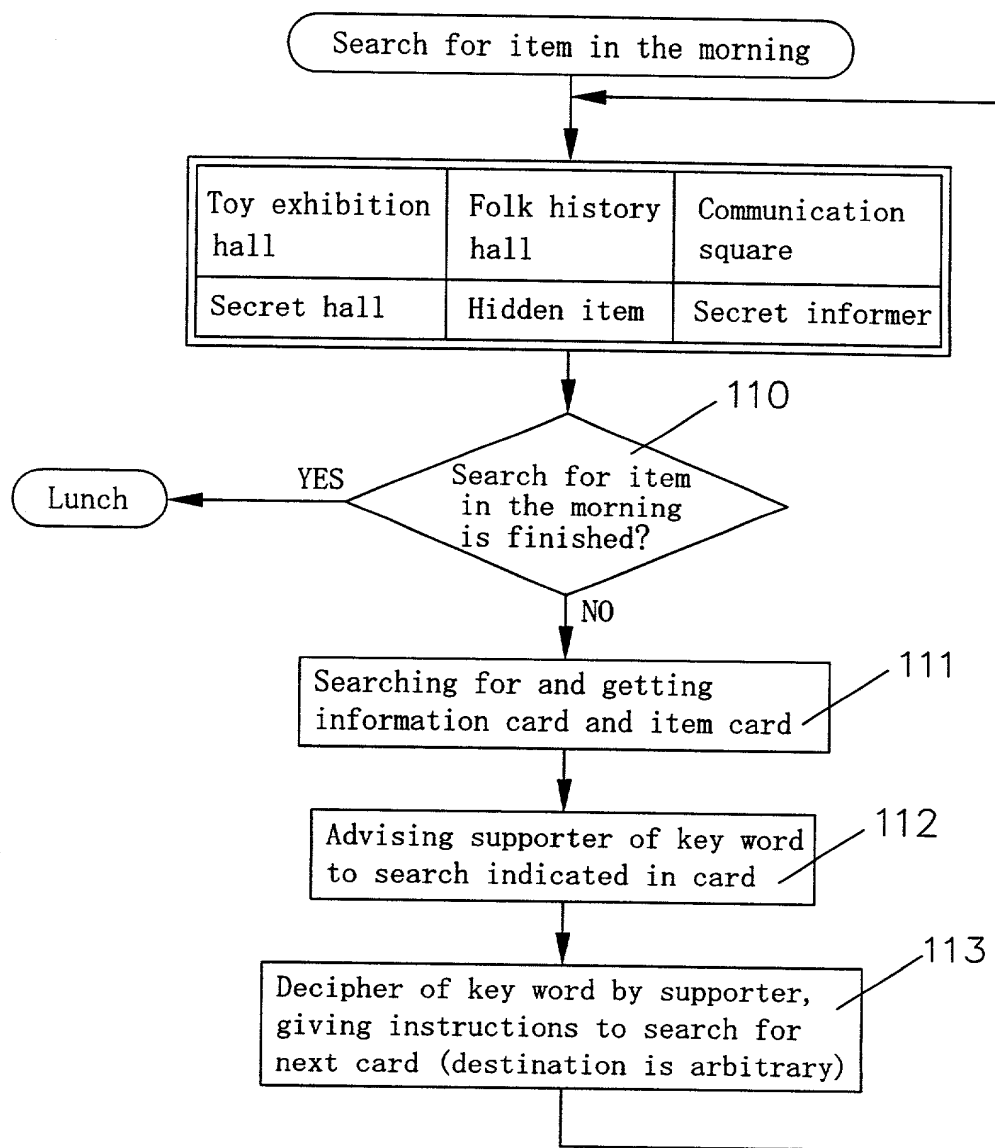 Search for item in the morning
Toy exhibition
hall
Folk history
hall
Communication
square
Secret hall
Hidden item
Secret informer
110
YES
Lunch
Search for item
in the morning
is finished?
NO
111
Searching for and getting
information card and item card
112
Advising supporter of key word
to search indicated in card
113
Decipher of key word by supporter,
giving instructions to search for
next card (destination is arbitrary)